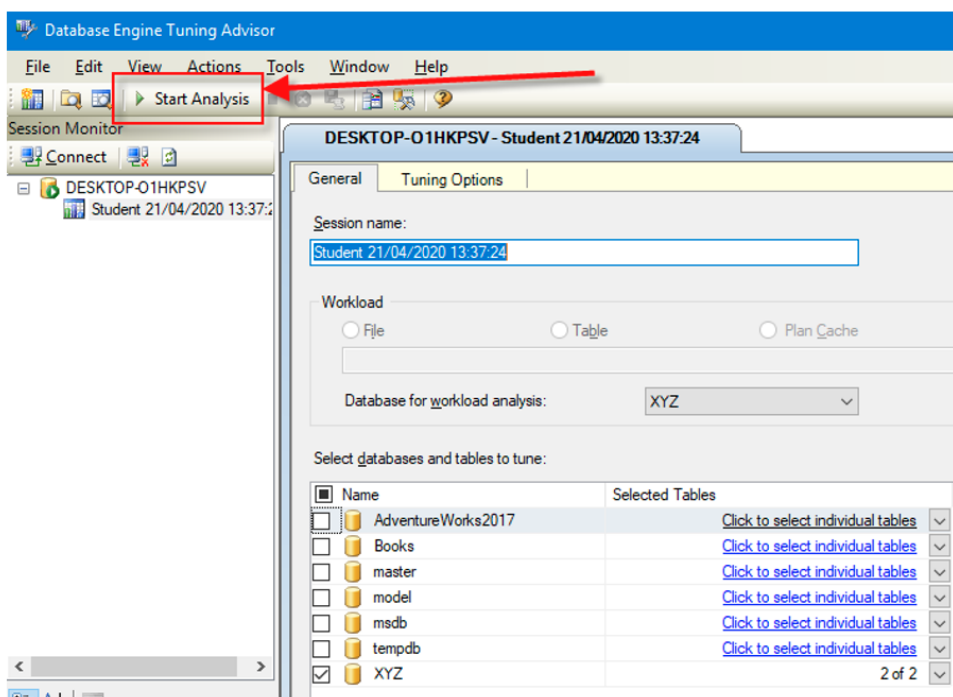 Database Engine Tuning Advisor
File Edit View Actions Tools Window Help
Start Analysis
Session Monitor
Connect
DESKTOP-O1HKPSV
Student 21/04/2020 13:37:2
DESKTOP-O1HKPSV - Student 21/04/2020 13:37:24
General Tuning Options
Session name:
Student 21/04/2020 13:37:24
Workload
File Table Plan Cache
Database for workload analysis: XYZ
Select databases and tables to tune:
Name Selected Tables
AdventureWorks2017 Click to select individual tables
Books Click to select individual tables
master Click to select individual tables
model Click to select individual tables
msdb Click to select individual tables
tempdb Click to select individual tables
XYZ 2 of 2